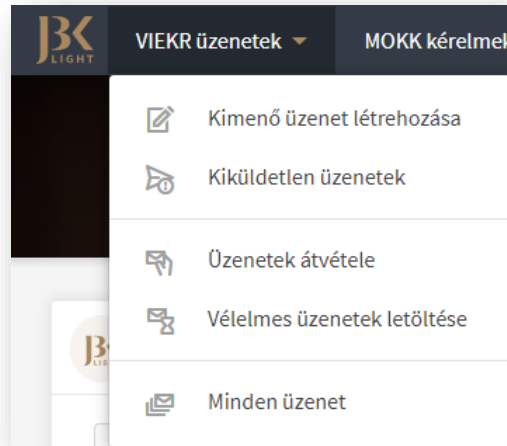 JBK
LIGHT
VIEKR üzenetek
MOKK kérelmek
Kimenő üzenet létrehozása
Kiküldetlen üzenetek
Üzenetek átvétele
Vélelmes üzenetek letöltése
Minden üzenet